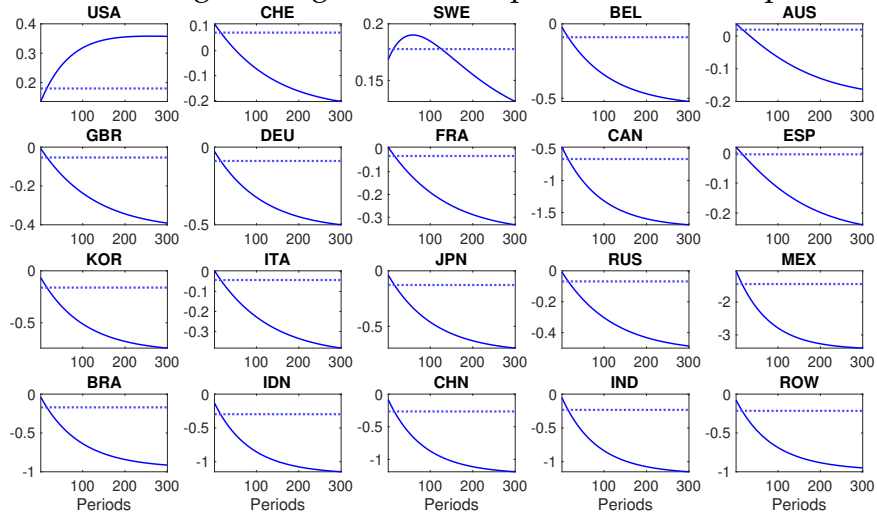 USA CHE SWE BEL AUS
0.4 0.1 0.2 0 0
0.3 0 -0.1
0.2 -0.1 0.15 -0.5
-0.2 -0.2
100 200 300 100 200 300 100 200 300 100 200 300 100 200 300
GBR DEU FRA CAN ESP
0 0 0 -0.5 0
-0.2 -0.1 -1 -0.1
-0.2 -1.5 -0.2
-0.4 -0.5 -0.3
100 200 300 100 200 300 100 200 300 100 200 300 100 200 300
KOR ITA JPN RUS MEX
0 0 0
-0.1 -0.2 -2
-0.5 -0.2 -0.5 -0.4 -3
-0.3
100 200 300 100 200 300 100 200 300 100 200 300 100 200 300
BRA IDN CHN IND ROW
0 0 0 0 0
-0.5 -0.5 -0.5 -0.5 -0.5
-1 -1 -1 -1 -1
100 200 300 100 200 300 100 200 300 100 200 300 100 200 300
Periods Periods Periods Periods Periods